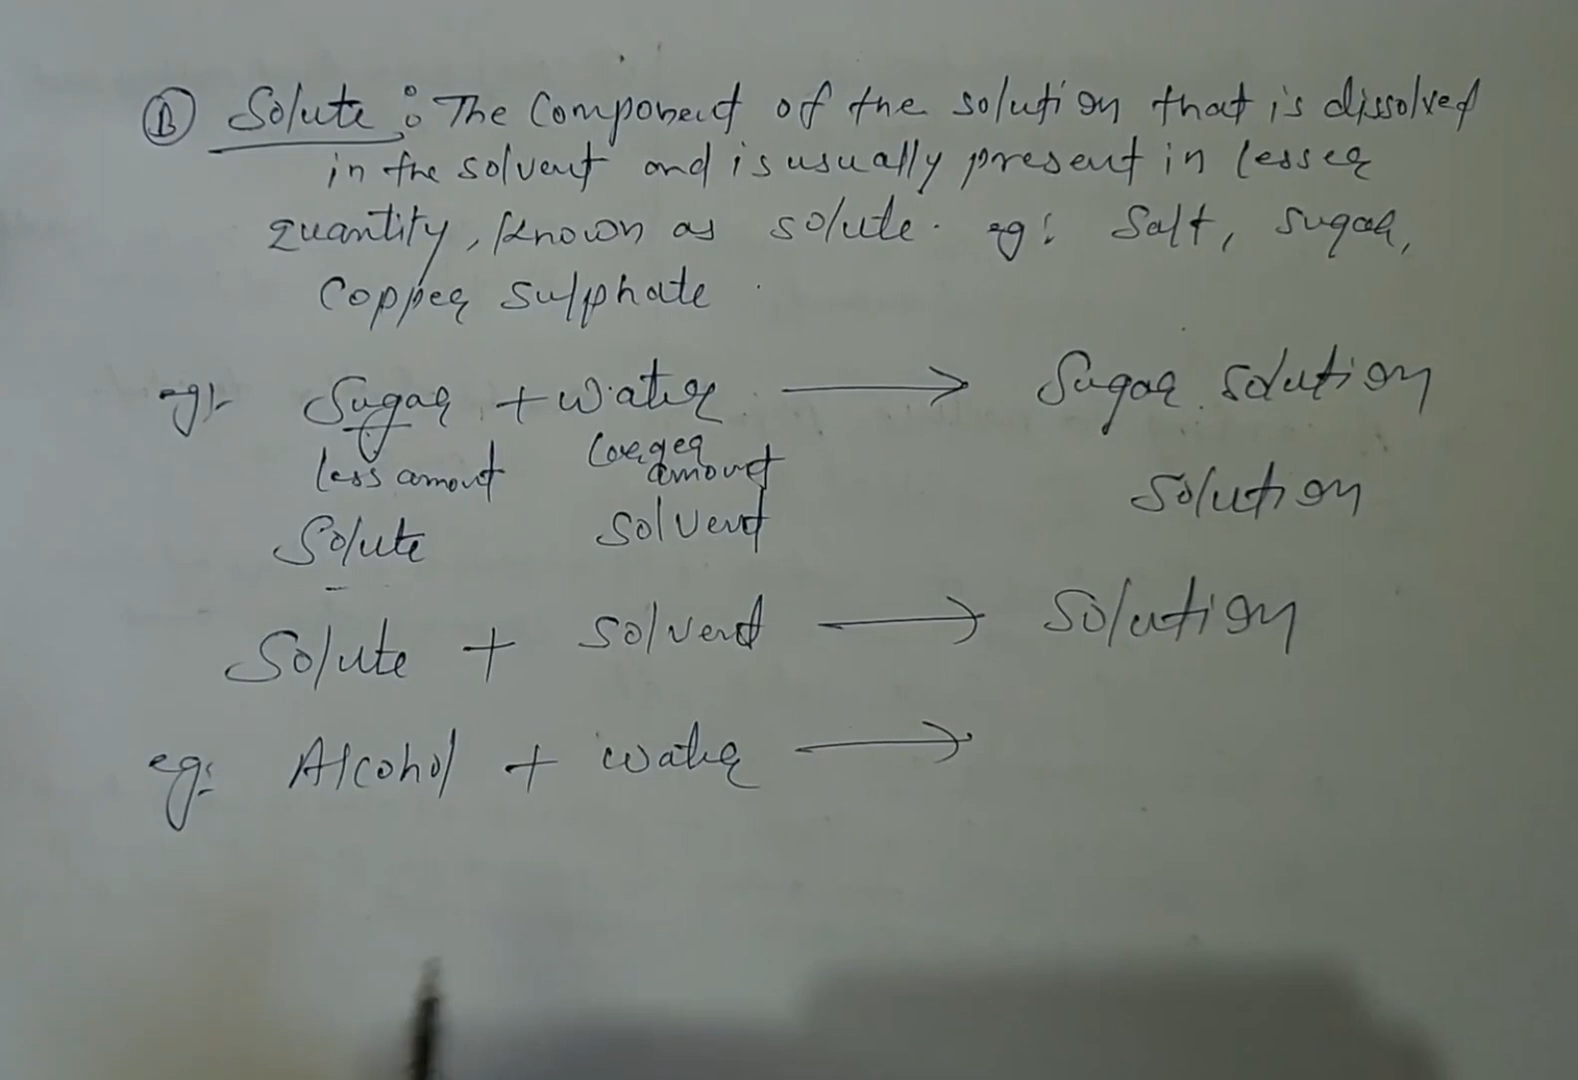 B Solute : The Component of the solution that is dissolved
in the solvent and is usually present in lesser
quantity, known as solute. eg: Salt, sugar,
Copper sulphate.
eg:- Sugar + Water → Sugar solution
less amount Larger amount solution
Solute solvent
Solute + solvent → Solution
eg: Alcohol + water →